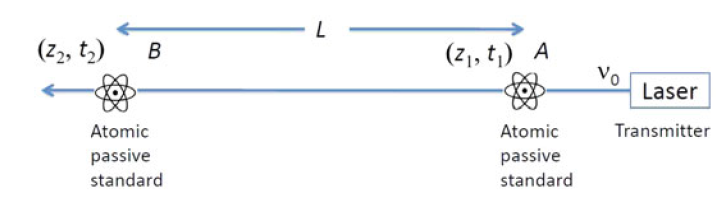 L
(z₂, t₂) B
(z₁, t₁) A
ν₀
Laser
Atomic
passive
standard
Atomic
passive
standard
Transmitter